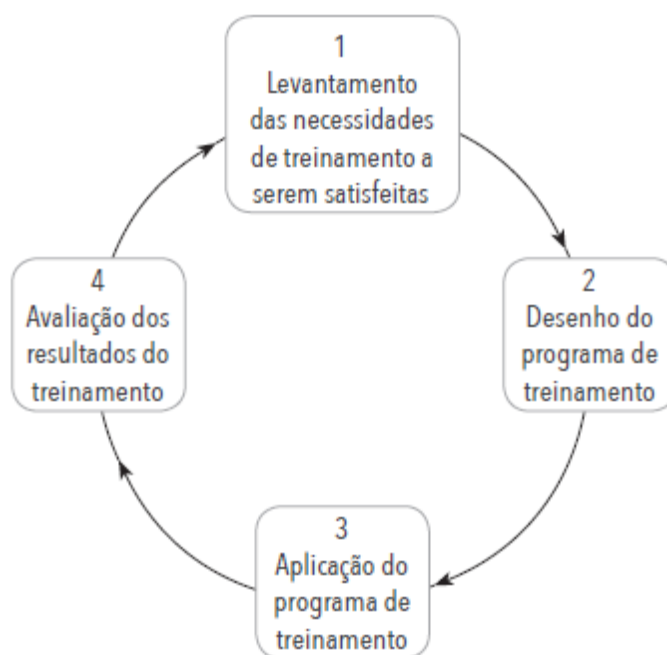 1
Levantamento
das necessidades
de treinamento a
serem satisfeitas
2
Desenho do
programa de
treinamento
3
Aplicação do
programa de
treinamento
4
Avaliação dos
resultados do
treinamento